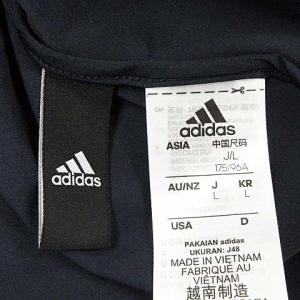 adidas
adidas
ASIA 中国尺码
J/L
175/96A
AU/NZ J KR
L L
USA D
PAKAIAN adidas
UKURAN: J48
MADE IN VIETNAM
FABRIQUÉ AU
VIÊTNAM
越南制造